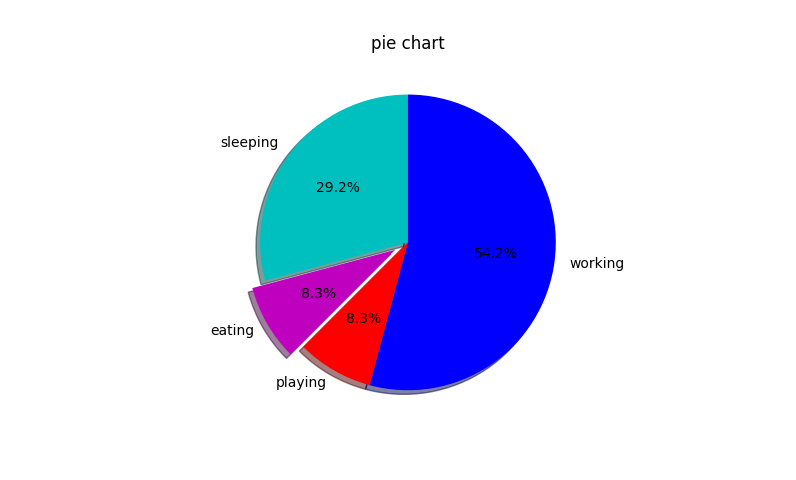 pie chart
sleeping
29.2%
54.2%
working
8.3%
eating
8.3%
playing